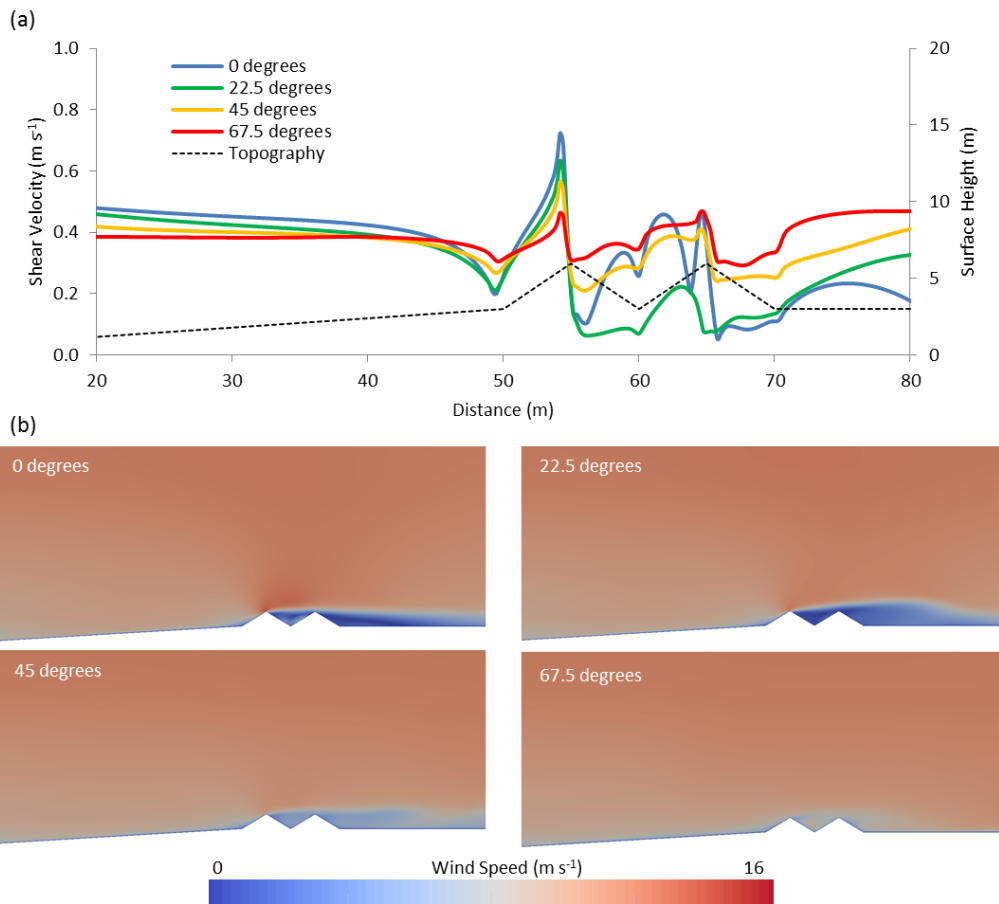 (a)
1.0
0.8
0.6
0.4
0.2
0.0
Shear Velocity (m s-1)
0 degrees
22.5 degrees
45 degrees
67.5 degrees
Topography
20
15
10
5
0
Surface Height (m)
20 30 40 50 60 70 80
Distance (m)
(b)
0 degrees
22.5 degrees
45 degrees
67.5 degrees
0 Wind Speed (m s-1) 16